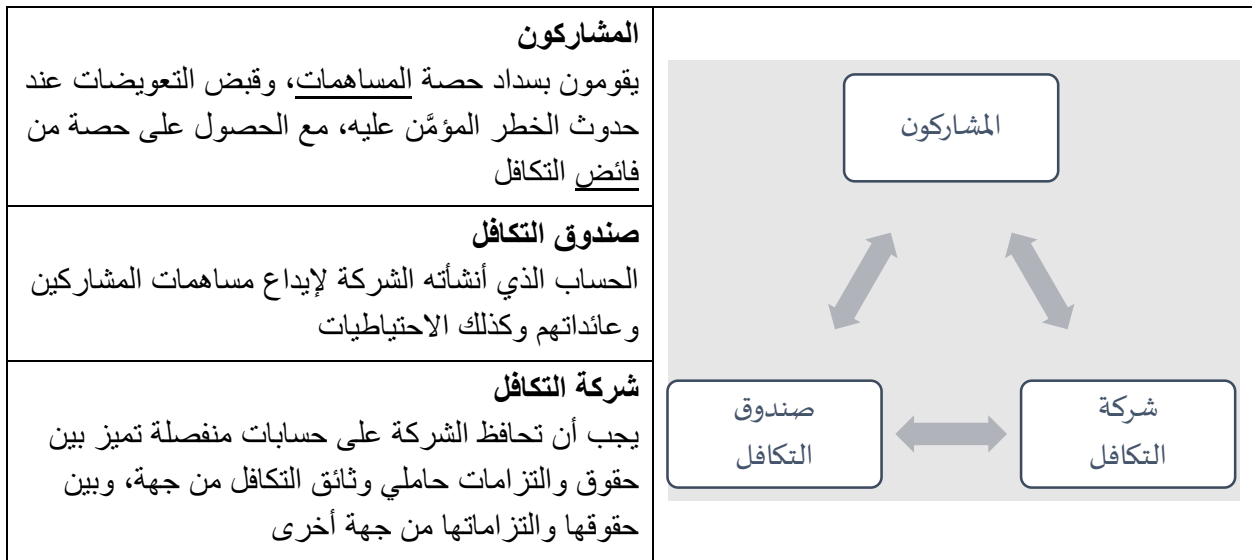 المشاركون
يقومون بسداد حصة المساهمات، وقبض التعويضات عند
حدوث الخطر المؤمَّن عليه، مع الحصول على حصة من
فائض التكافل
صندوق التكافل
الحساب الذي أنشأته الشركة لإيداع مساهمات المشاركين
وعائداتهم وكذلك الاحتياطيات
شركة التكافل
يجب أن تحافظ الشركة على حسابات منفصلة تميز بين
حقوق والتزامات حاملي وثائق التكافل من جهة، وبين
حقوقها والتزاماتها من جهة أخرى
المشاركون
شركة
التكافل
صندوق
التكافل